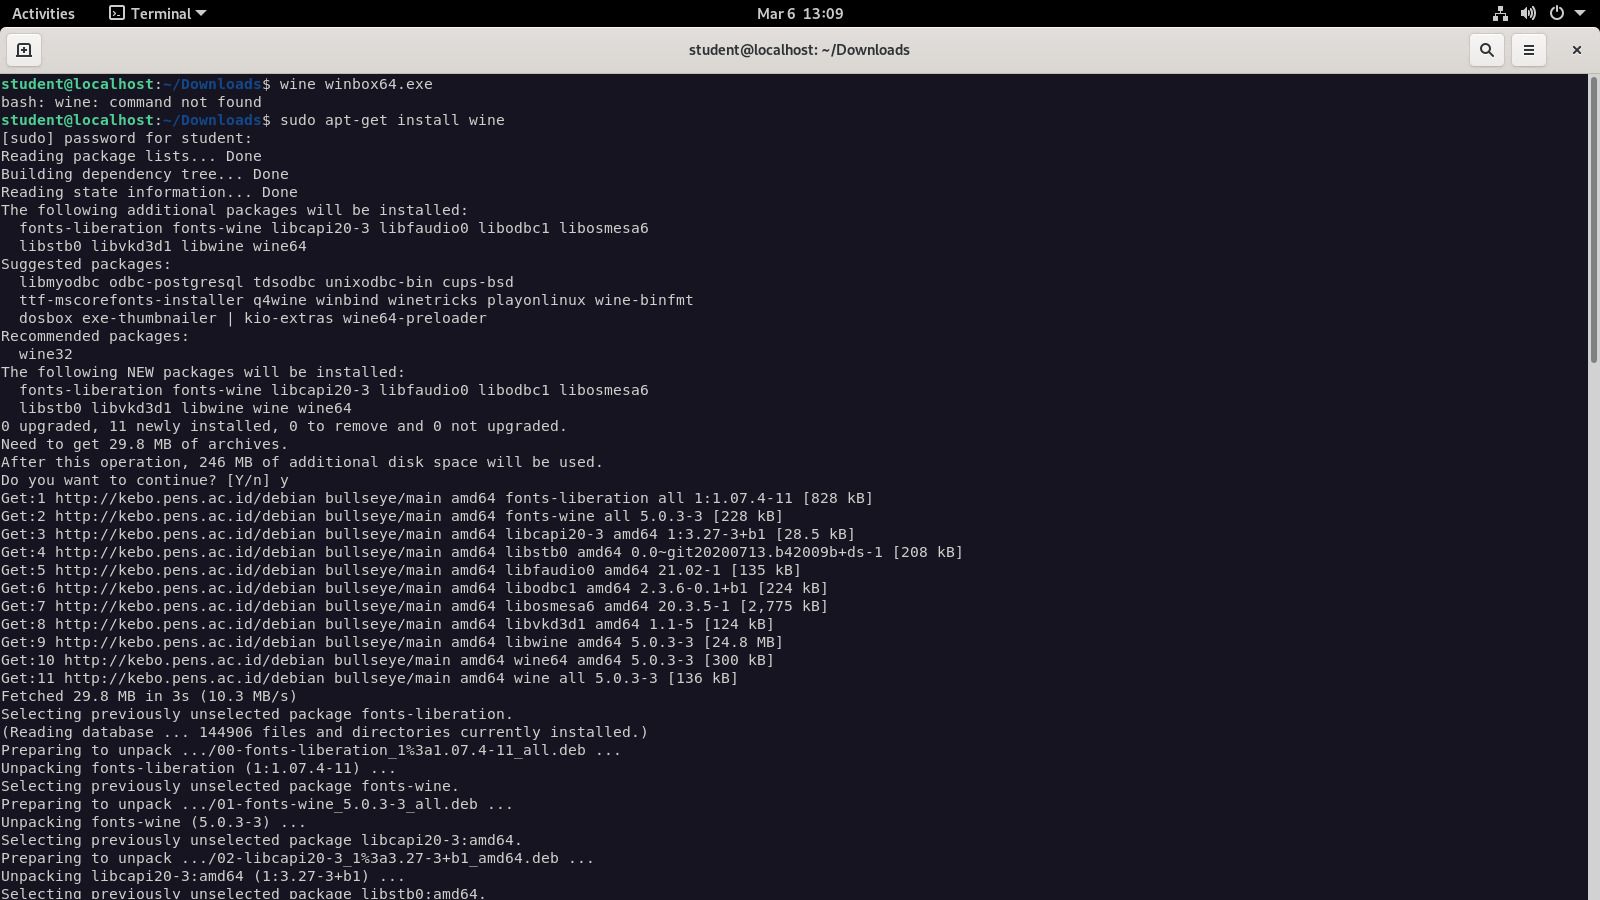 Activities Terminal Mar 6 13:09
student@localhost: ~/Downloads
student@localhost:~/Downloads$ wine winbox64.exe
bash: wine: command not found
student@localhost:~/Downloads$ sudo apt-get install wine
[sudo] password for student:
Reading package lists... Done
Building dependency tree... Done
Reading state information... Done
The following additional packages will be installed:
  fonts-liberation fonts-wine libcapi20-3 libfaudio0 libodbc1 libosmesa6
  libstb0 libvkd3d1 libwine wine64
Suggested packages:
  libmyodbc odbc-postgresql tdsodbc unixodbc-bin cups-bsd
  ttf-mscorefonts-installer q4wine winbind winetricks playonlinux wine-binfmt
  dosbox exe-thumbnailer | kio-extras wine64-preloader
Recommended packages:
  wine32
The following NEW packages will be installed:
  fonts-liberation fonts-wine libcapi20-3 libfaudio0 libodbc1 libosmesa6
  libstb0 libvkd3d1 libwine wine wine64
0 upgraded, 11 newly installed, 0 to remove and 0 not upgraded.
Need to get 29.8 MB of archives.
After this operation, 246 MB of additional disk space will be used.
Do you want to continue? [Y/n] y
Get:1 http://kebo.pens.ac.id/debian bullseye/main amd64 fonts-liberation all 1:1.07.4-11 [828 kB]
Get:2 http://kebo.pens.ac.id/debian bullseye/main amd64 fonts-wine all 5.0.3-3 [228 kB]
Get:3 http://kebo.pens.ac.id/debian bullseye/main amd64 libcapi20-3 amd64 1:3.27-3+b1 [28.5 kB]
Get:4 http://kebo.pens.ac.id/debian bullseye/main amd64 libstb0 amd64 0.0~git20200713.b42009b+ds-1 [208 kB]
Get:5 http://kebo.pens.ac.id/debian bullseye/main amd64 libfaudio0 amd64 21.02-1 [135 kB]
Get:6 http://kebo.pens.ac.id/debian bullseye/main amd64 libodbc1 amd64 2.3.6-0.1+b1 [224 kB]
Get:7 http://kebo.pens.ac.id/debian bullseye/main amd64 libosmesa6 amd64 20.3.5-1 [2,775 kB]
Get:8 http://kebo.pens.ac.id/debian bullseye/main amd64 libvkd3d1 amd64 1.1-5 [124 kB]
Get:9 http://kebo.pens.ac.id/debian bullseye/main amd64 libwine amd64 5.0.3-3 [24.8 MB]
Get:10 http://kebo.pens.ac.id/debian bullseye/main amd64 wine64 amd64 5.0.3-3 [300 kB]
Get:11 http://kebo.pens.ac.id/debian bullseye/main amd64 wine all 5.0.3-3 [136 kB]
Fetched 29.8 MB in 3s (10.3 MB/s)
Selecting previously unselected package fonts-liberation.
(Reading database ... 144906 files and directories currently installed.)
Preparing to unpack .../00-fonts-liberation_1%3a1.07.4-11_all.deb ...
Unpacking fonts-liberation (1:1.07.4-11) ...
Selecting previously unselected package fonts-wine.
Preparing to unpack .../01-fonts-wine_5.0.3-3_all.deb ...
Unpacking fonts-wine (5.0.3-3) ...
Selecting previously unselected package libcapi20-3:amd64.
Preparing to unpack .../02-libcapi20-3_1%3a3.27-3+b1_amd64.deb ...
Unpacking libcapi20-3:amd64 (1:3.27-3+b1) ...
Selecting previously unselected package libstb0:amd64.